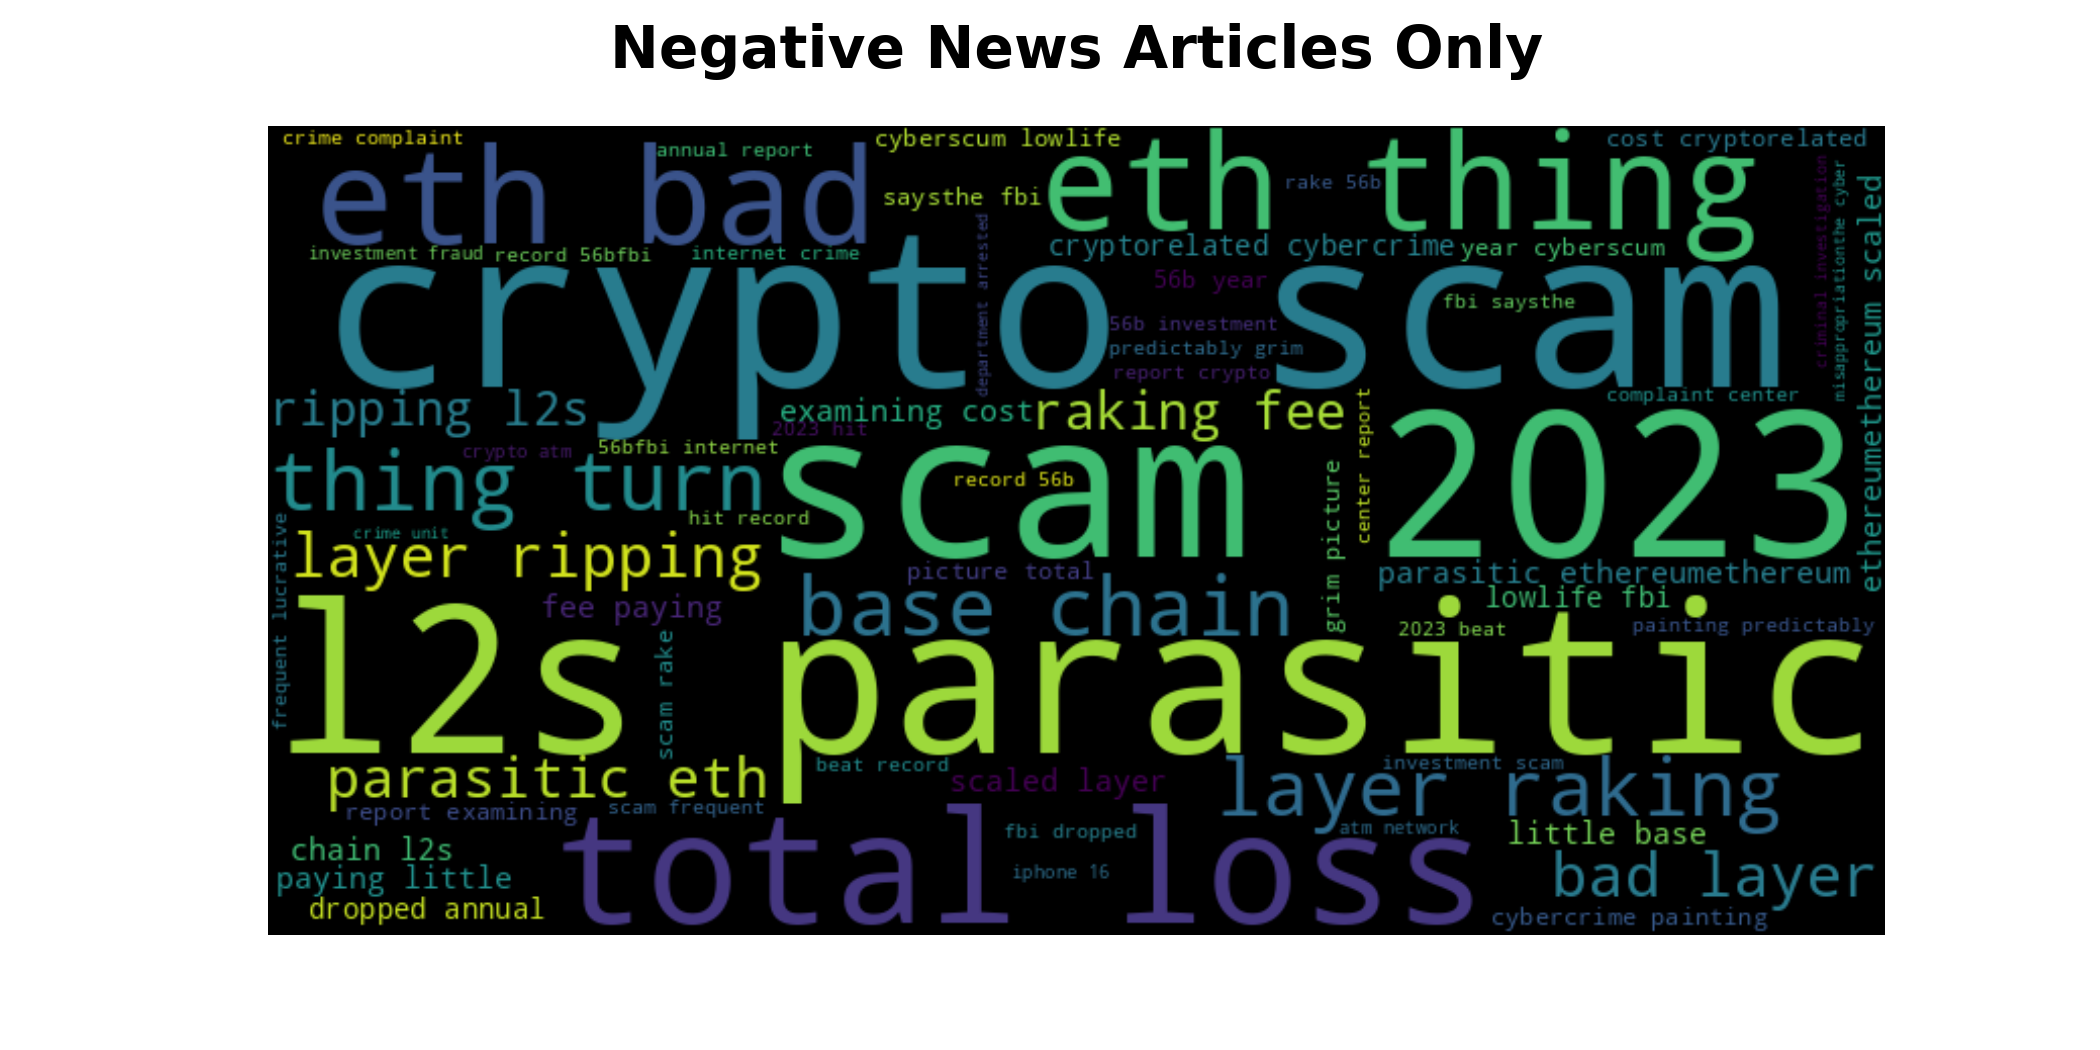 Negative News Articles Only
crime complaint
cyberscum lowlife
cost cryptorelated
annual report
eth bad
eth thing
rake 56b
saysthe fbi
criminal investigation
misappropriationthe cyber
ethereumethereum scaled
department arrested
investment fraud
record 56bfbi
internet crime
cryptorelated cybercrime
year cyberscum
56b year
fbi saysthe
crypto scam
56b investment
predictably grim
report crypto
complaint center
ripping l2s
examining cost
raking fee
2023 hit
center report
2023
crypto atm
56bfbi internet
thing turn
scam
record 56b
grim picture
hit record
frequent lucrative
crime unit
layer ripping
picture total
parasitic ethereumethereum
fee paying
base chain
lowlife fbi
scam rake
2023 beat
painting predictably
l2s parasitic
parasitic eth
beat record
scaled layer
investment scam
layer raking
report examining
scam frequent
fbi dropped
atm network
little base
chain l2s
total loss
iphone 16
bad layer
paying little
dropped annual
cybercrime painting